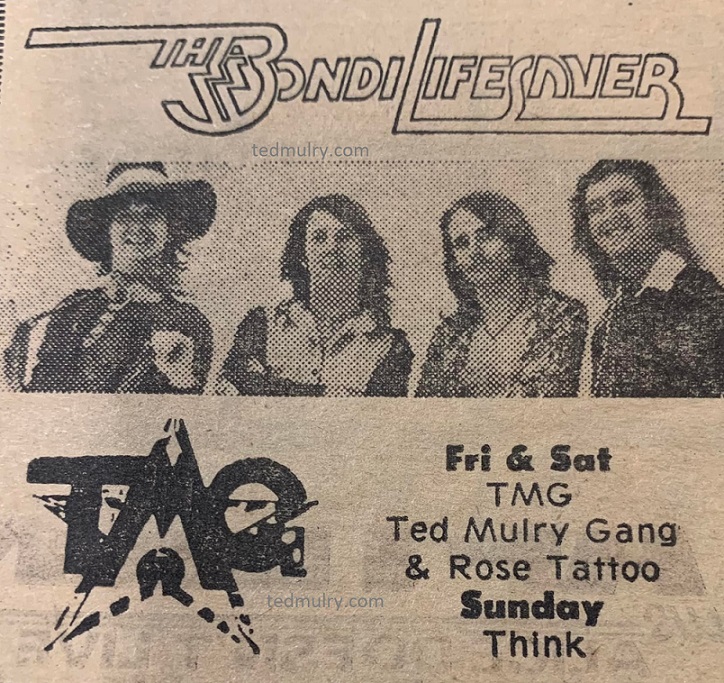 THE BONDI LIFESAVER
tedmulry.com
TMG
Fri & Sat
TMG
Ted Mulry Gang
& Rose Tattoo
Sunday
Think
tedmulry.com